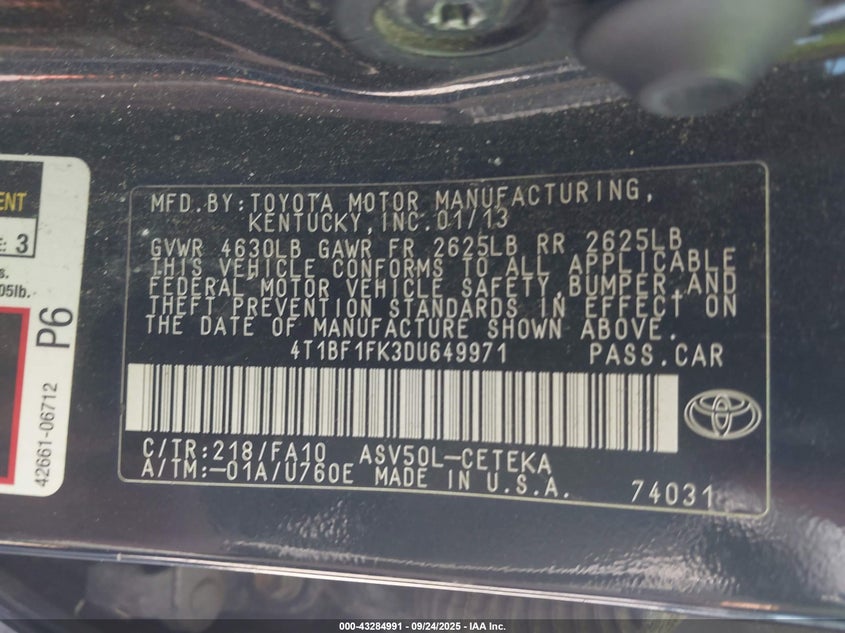 MFD.BY:TOYOTA MOTOR MANUFACTURING,
KENTUCKY,INC.01/13
GVWR 4630LB GAWR FR 2625LB RR 2625LB
THIS VEHICLE CONFORMS TO ALL APPLICABLE
FEDERAL MOTOR VEHICLE SAFETY,BUMPER,AND
THEFT PREVENTION STANDARDS IN EFFECT ON
THE DATE OF MANUFACTURE SHOWN ABOVE.
4T1BF1FK3DU649971 PASS.CAR
C/TR:218/FA10 ASV50L-CETEKA
A/TM:-01A/U760E MADE IN U.S.A. 74031
3
05lb.
P6
42661-06712
000-43284991 - 09/24/2025 - IAA Inc.